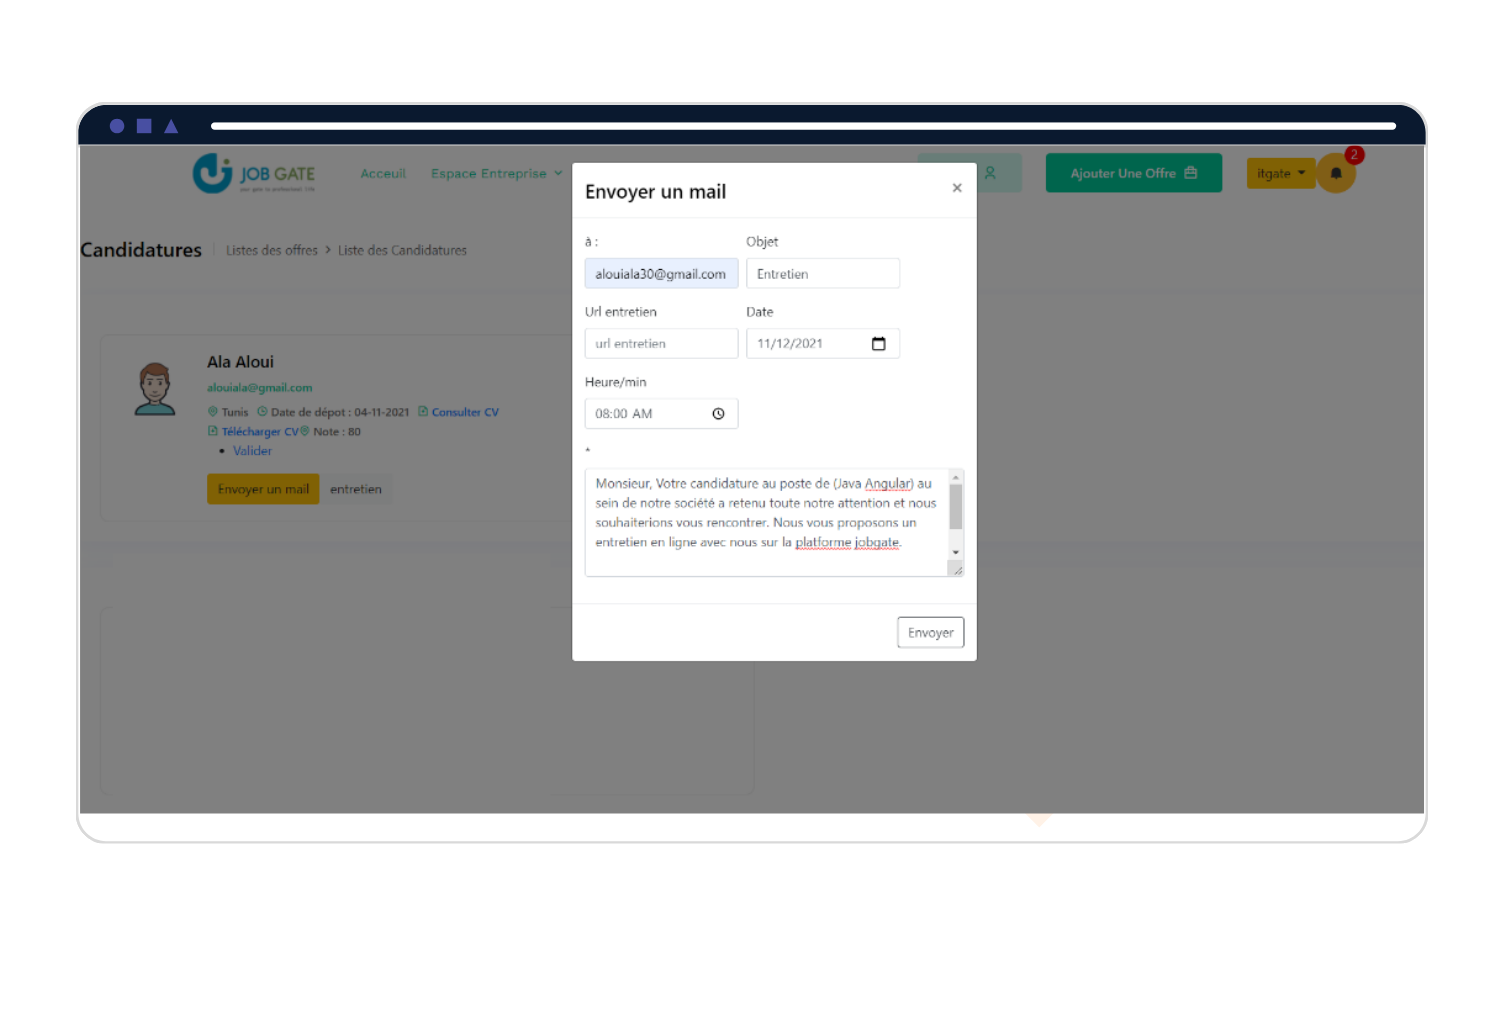 JOB GATE
Acceuil
Espace Entreprise
Ajouter Une Offre
itgate
2
Candidatures
Listes des offres > Liste des Candidatures
Ala Aloui
alouiala@gmail.com
Tunis Date de dépot : 04-11-2021 Consulter CV
Télécharger CV Note : 80
Valider
Envoyer un mail
entretien
Envoyer un mail
×
à :
Objet
alouiala30@gmail.com
Entretien
Url entretien
Date
url entretien
11/12/2021
Heure/min
08:00 AM
*
Monsieur, Votre candidature au poste de (Java Angular) au
sein de notre société a retenu toute notre attention et nous
souhaiterions vous rencontrer. Nous vous proposons un
entretien en ligne avec nous sur la platforme jobgate.
Envoyer